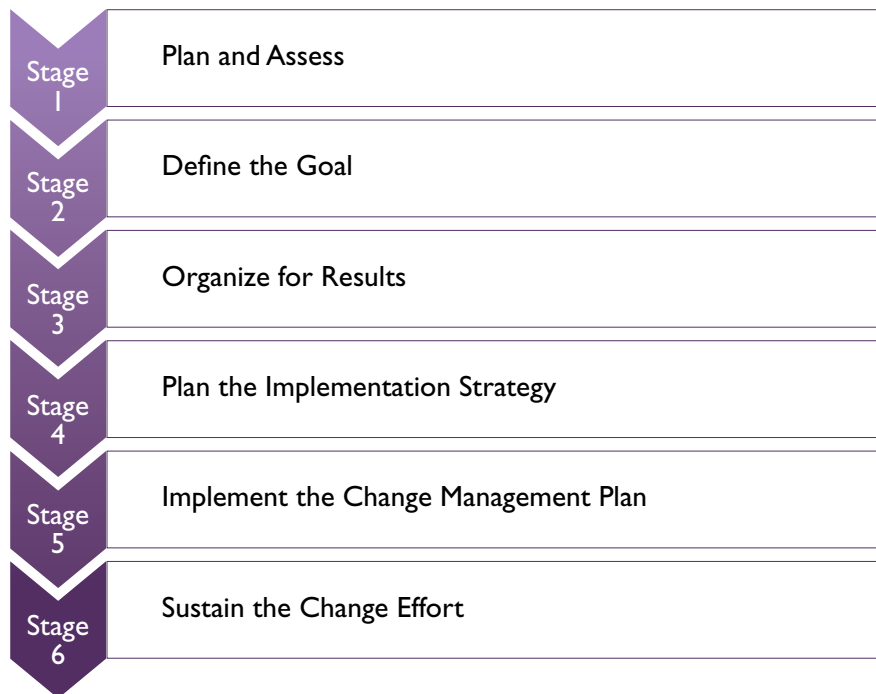 Stage
1
Plan and Assess
Stage
2
Define the Goal
Stage
3
Organize for Results
Stage
4
Plan the Implementation Strategy
Stage
5
Implement the Change Management Plan
Stage
6
Sustain the Change Effort